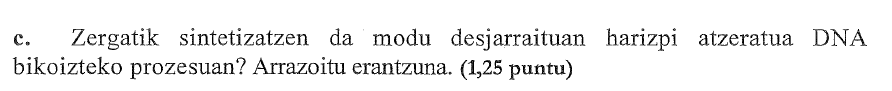 c. Zergatik sintetizatzen da modu desjarraituan harizpi atzeratua DNA
bikoizteko prozesuan? Arrazoitu erantzuna. (1,25 puntu)